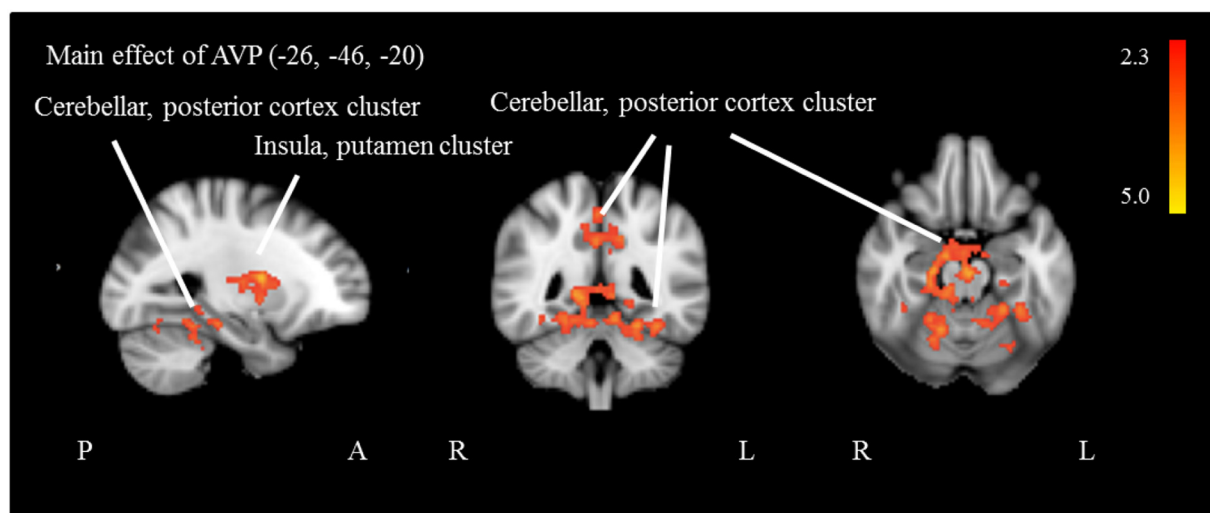 Main effect of AVP (-26, -46, -20)
2.3
Cerebellar, posterior cortex cluster
Cerebellar, posterior cortex cluster
Insula, putamen cluster
5.0
P
A
R
L
R
L